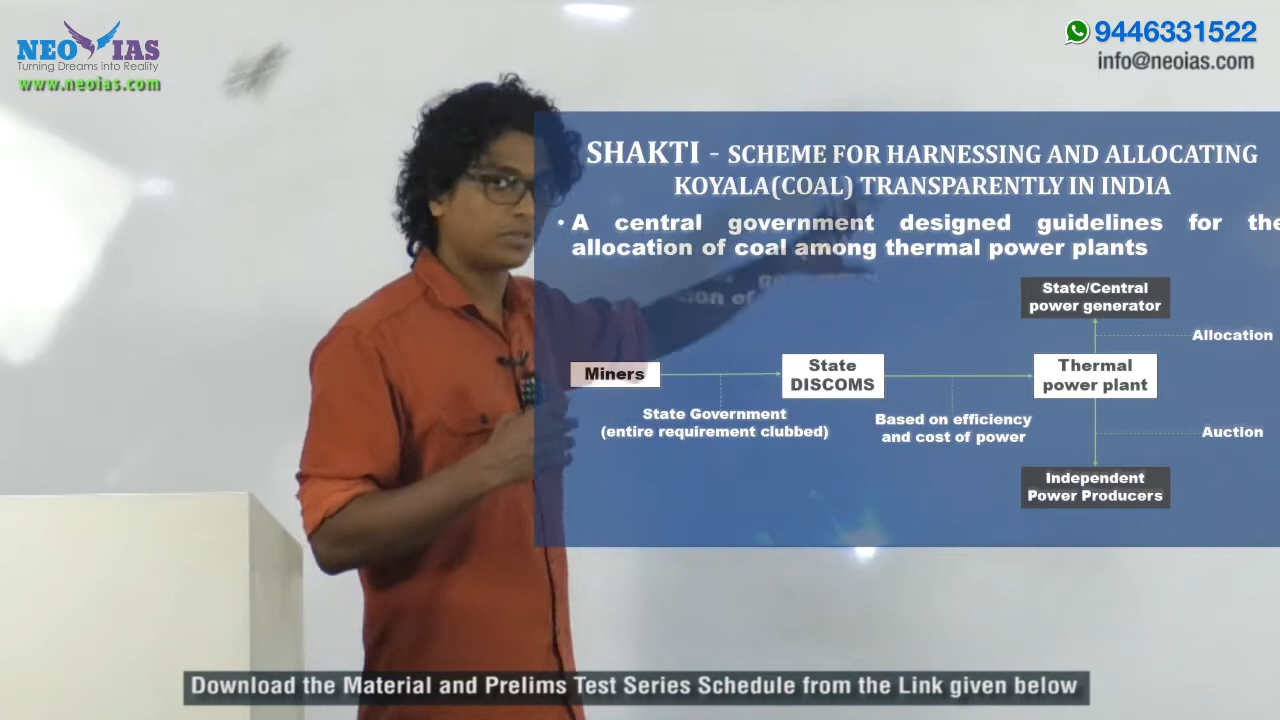 NEO IAS
Turning Dreams into Reality
www.neoias.com
9446331522
info@neoias.com
SHAKTI - SCHEME FOR HARNESSING AND ALLOCATING
KOYALA(COAL) TRANSPARENTLY IN INDIA
• A central government designed guidelines for the
allocation of coal among thermal power plants
State/Central
power generator
Allocation
Miners
State
DISCOMS
Thermal
power plant
State Government
(entire requirement clubbed)
Based on efficiency
and cost of power
Auction
Independent
Power Producers
Download the Material and Prelims Test Series Schedule from the Link given below